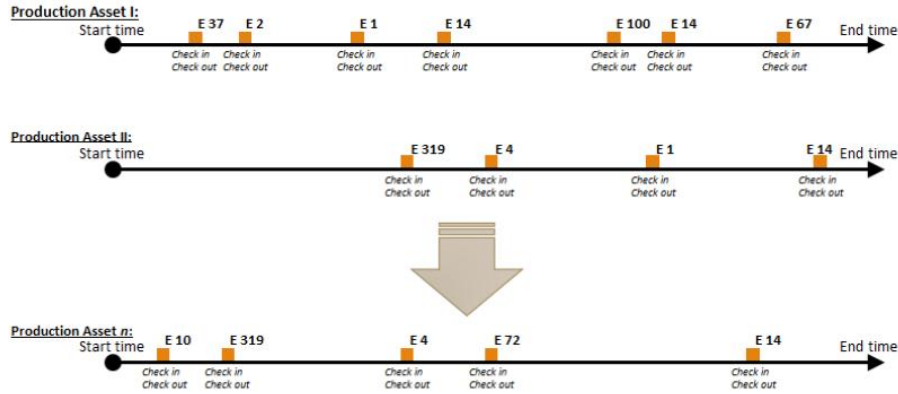 Production Asset I:
E 37 E 2 E 1 E 14 E 100 E 14 E 67
Start time End time
Check in Check in Check in Check in Check in Check in Check in
Check out Check out Check out Check out Check out Check out Check out
Production Asset II:
Start time E 319 E 4 E 1 E 14 End time
Check in Check in Check in Check in
Check out Check out Check out Check out
Production Asset n:
Start time E 10 E 319 E 4 E 72 E 14 End time
Check in Check in Check in Check in Check in
Check out Check out Check out Check out Check out